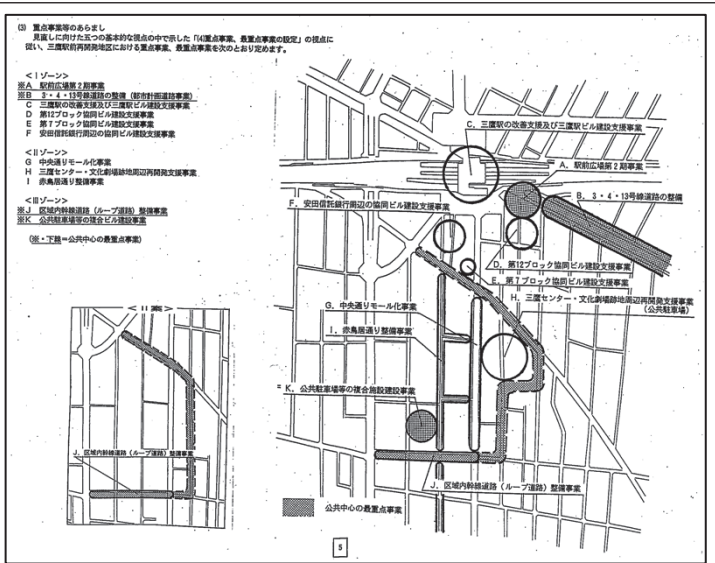 (3) 重点事業等のあらまし
見直しに向けた五つの基本的な視点の中で示した「(4)重点事業、最重点事業の設定」の視点に
従い、三鷹駅前再開発地区における重点事業、最重点事業を次のとおり定めます。
<Ⅰゾーン>
※A 駅前広場第2期事業
※B 3・4・13号線道路の整備(都市計画道路事業)
C 三鷹駅の改善支援及び三鷹駅ビル建設支援事業
D 第12ブロック協同ビル建設支援事業
E 第7ブロック協同ビル建設支援事業
F 安田信託銀行周辺の協同ビル建設支援事業
<Ⅱゾーン>
G 中央通りモール化事業
H 三鷹センター・文化劇場跡地周辺再開発支援事業
I 赤鳥居通り整備事業
<Ⅲゾーン>
※J 区域内幹線道路(ループ道路)整備事業
※K 公共駐車場等の複合ビル建設事業
(※・下線=公共中心の最重点事業)
C．三鷹駅の改善支援及び三鷹駅ビル建設支援事業
A．駅前広場第2期事業
B．3・4・13号線道路の整備
F．安田信託銀行周辺の協同ビル建設支援事業
D．第12ブロック協同ビル建設支援事業
E．第7ブロック協同ビル建設支援事業
H．三鷹センター・文化劇場跡地周辺再開発支援事業
(公共駐車場)
G．中央通りモール化事業
I．赤鳥居通り整備事業
K．公共駐車場等の複合施設建設事業
J．区域内幹線道路(ループ道路)整備事業
公共中心の最重点事業
J．区域内幹線道路(ループ道路)整備事業
5